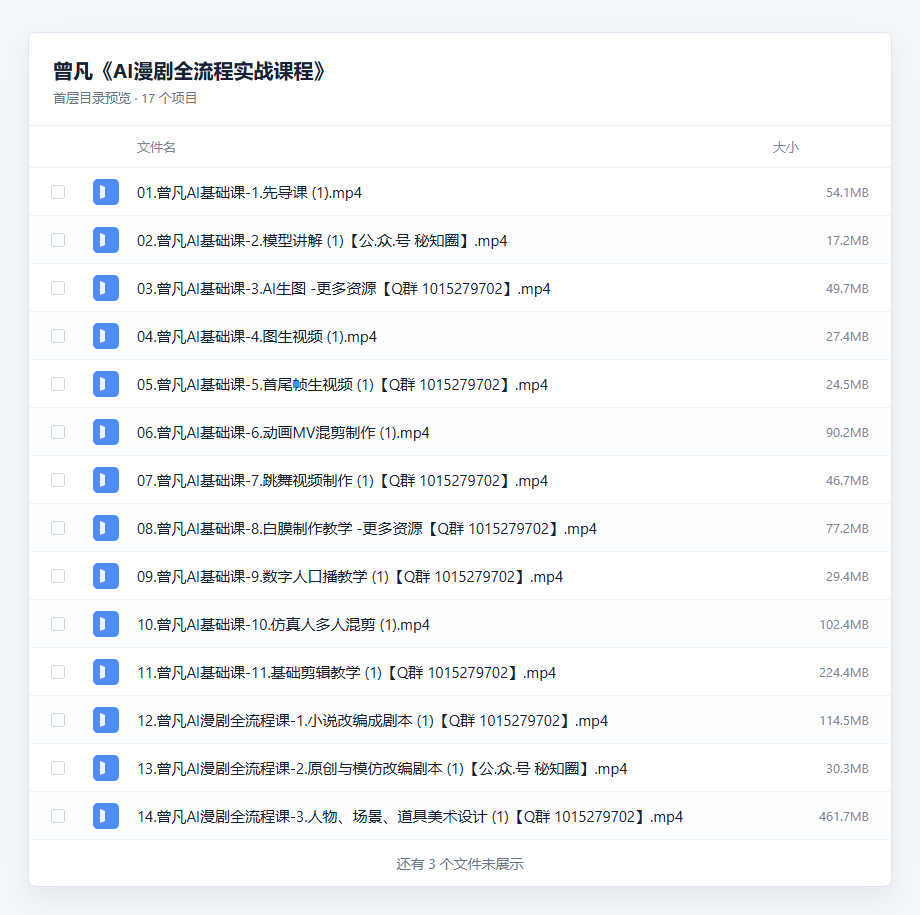 曾凡《AI漫剧全流程实战课程》
首层目录预览 · 17 个项目
文件名 大小
01.曾凡AI基础课-1.先导课 (1).mp4 54.1MB
02.曾凡AI基础课-2.模型讲解 (1)【公.众.号 秘知圈】.mp4 17.2MB
03.曾凡AI基础课-3.AI生图 -更多资源【Q群 1015279702】.mp4 49.7MB
04.曾凡AI基础课-4.图生视频 (1).mp4 27.4MB
05.曾凡AI基础课-5.首尾帧生视频 (1)【Q群 1015279702】.mp4 24.5MB
06.曾凡AI基础课-6.动画MV混剪制作 (1).mp4 90.2MB
07.曾凡AI基础课-7.跳舞视频制作 (1)【Q群 1015279702】.mp4 46.7MB
08.曾凡AI基础课-8.白膜制作教学 -更多资源【Q群 1015279702】.mp4 77.2MB
09.曾凡AI基础课-9.数字人口播教学 (1)【Q群 1015279702】.mp4 29.4MB
10.曾凡AI基础课-10.仿真人多人混剪 (1).mp4 102.4MB
11.曾凡AI基础课-11.基础剪辑教学 (1)【Q群 1015279702】.mp4 224.4MB
12.曾凡AI漫剧全流程课-1.小说改编成剧本 (1)【Q群 1015279702】.mp4 114.5MB
13.曾凡AI漫剧全流程课-2.原创与模仿改编剧本 (1)【公.众.号 秘知圈】.mp4 30.3MB
14.曾凡AI漫剧全流程课-3.人物、场景、道具美术设计 (1)【Q群 1015279702】.mp4 461.7MB
还有 3 个文件未展示